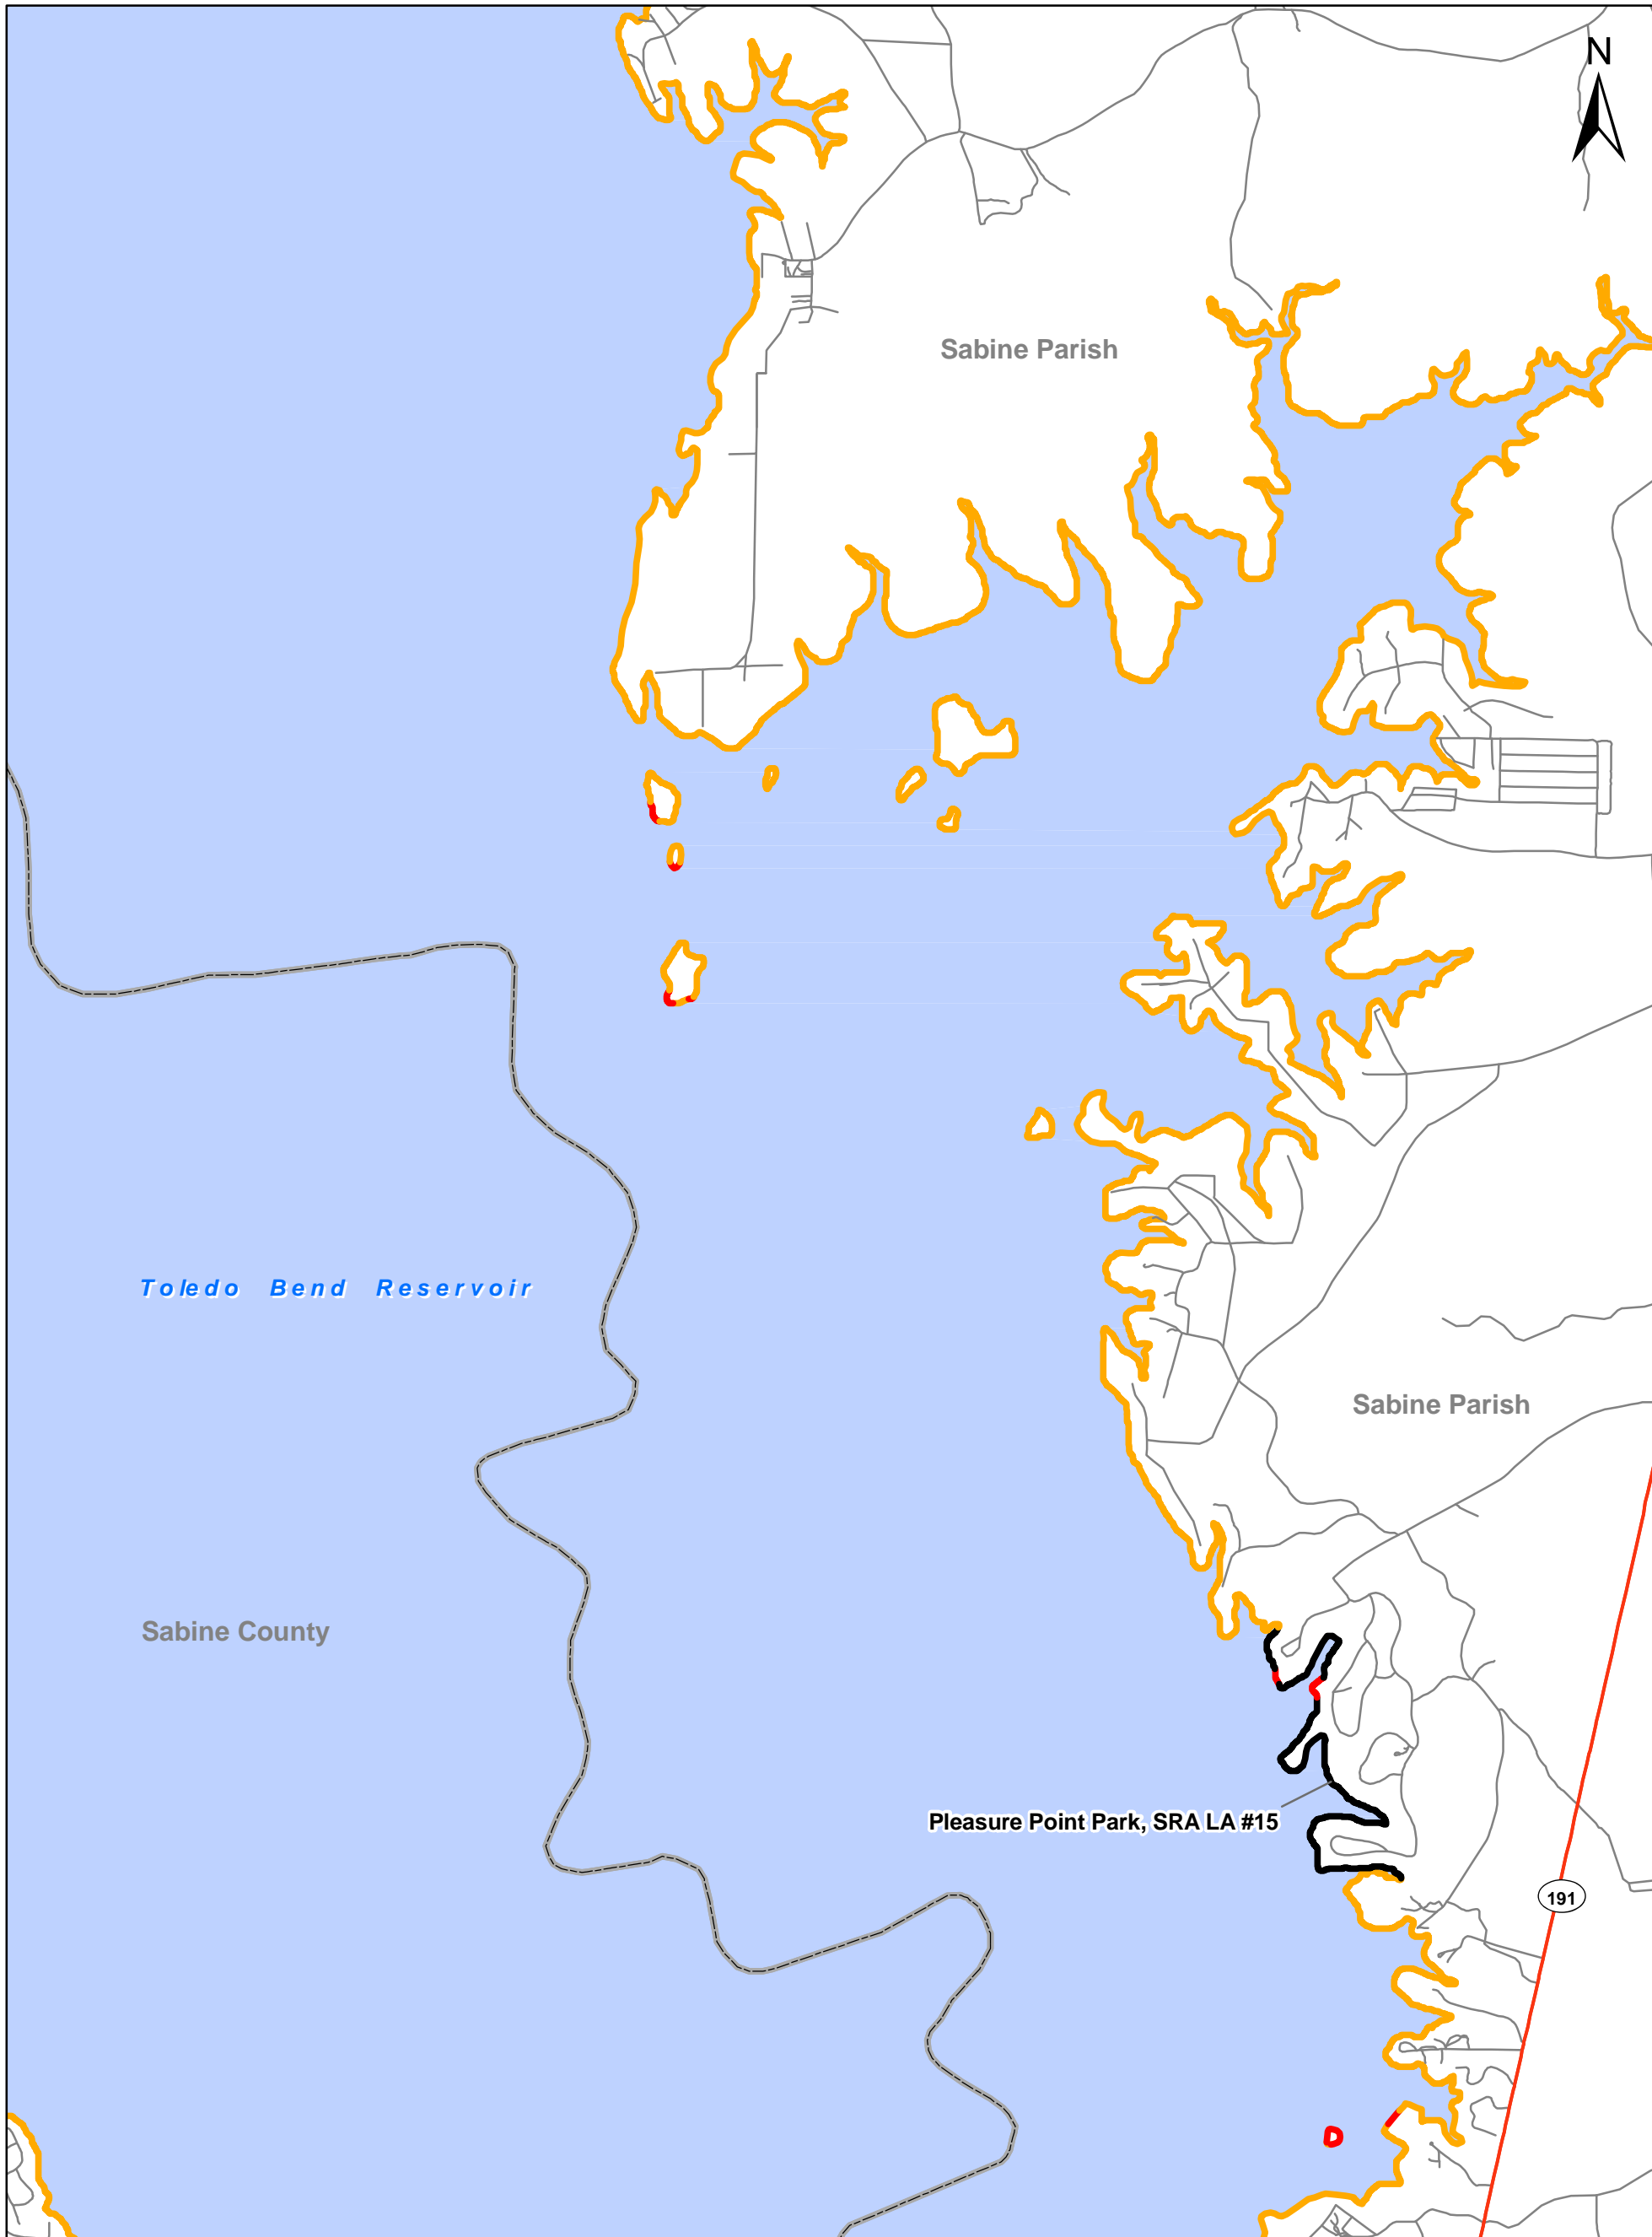 N
Sabine Parish
Toledo Bend Reservoir
Sabine Parish
Sabine County
Pleasure Point Park, SRA LA #15
191